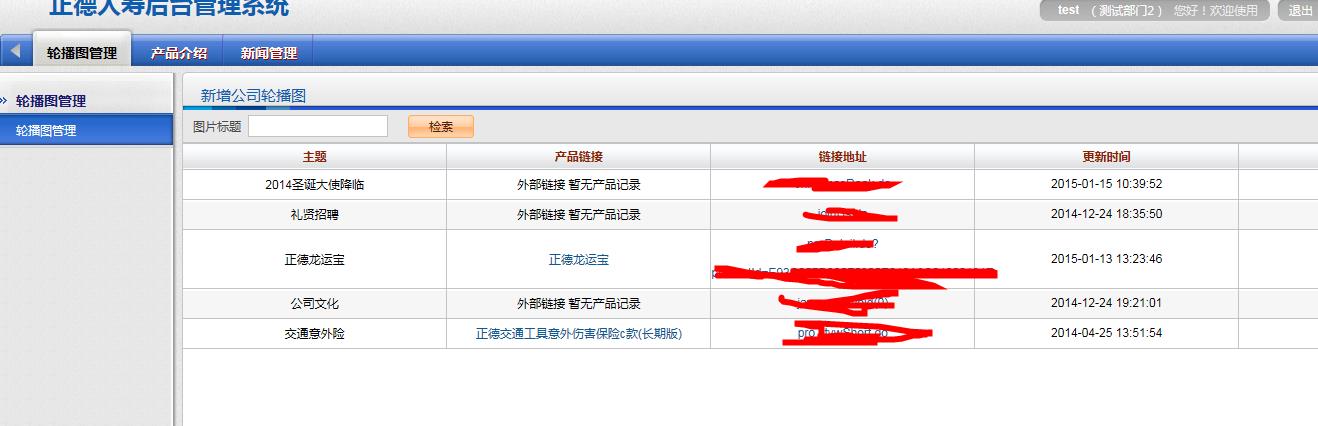 正德人寿后台管理系统
test （测试部门2） 您好！欢迎使用 退出
轮播图管理 产品介绍 新闻管理
» 轮播图管理
轮播图管理
新增公司轮播图
图片标题 检索
主题 产品链接 链接地址 更新时间
2014圣诞大使降临 外部链接 暂无产品记录 2015-01-15 10:39:52
礼贤招聘 外部链接 暂无产品记录 2014-12-24 18:35:50
正德龙运宝 正德龙运宝 2015-01-13 13:23:46
公司文化 外部链接 暂无产品记录 2014-12-24 19:21:01
交通意外险 正德交通工具意外伤害保险c款(长期版) 2014-04-25 13:51:54